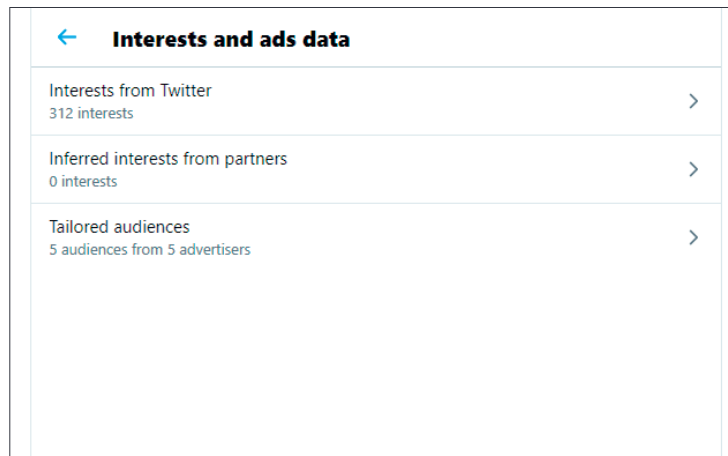 Interests and ads data
Interests from Twitter
312 interests
Inferred interests from partners
0 interests
Tailored audiences
5 audiences from 5 advertisers